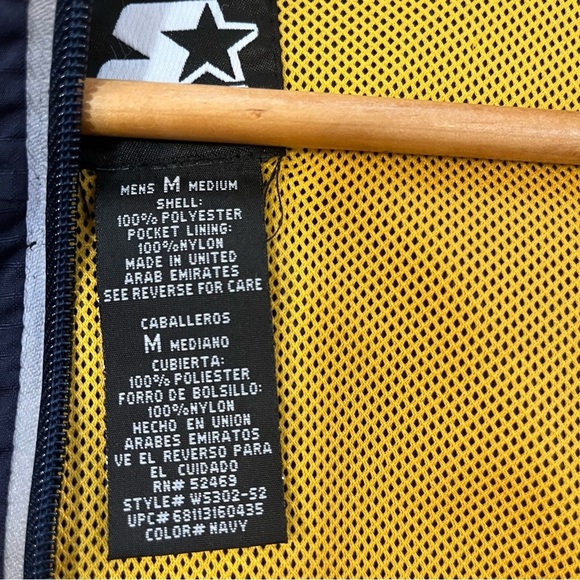 MENS M MEDIUM
SHELL:
100% POLYESTER
POCKET LINING:
100%NYLON
MADE IN UNITED
ARAB EMIRATES
SEE REVERSE FOR CARE
CABALLEROS
M MEDIANO
CUBIERTA:
100% POLIESTER
FORRO DE BOLSILLO:
100%NYLON
HECHO EN UNION
ARABES EMIRATOS
VE EL REVERSO PARA
EL CUIDADO
RN# 52469
STYLE# WS302-S2
UPC# 68113160435
COLOR# NAVY